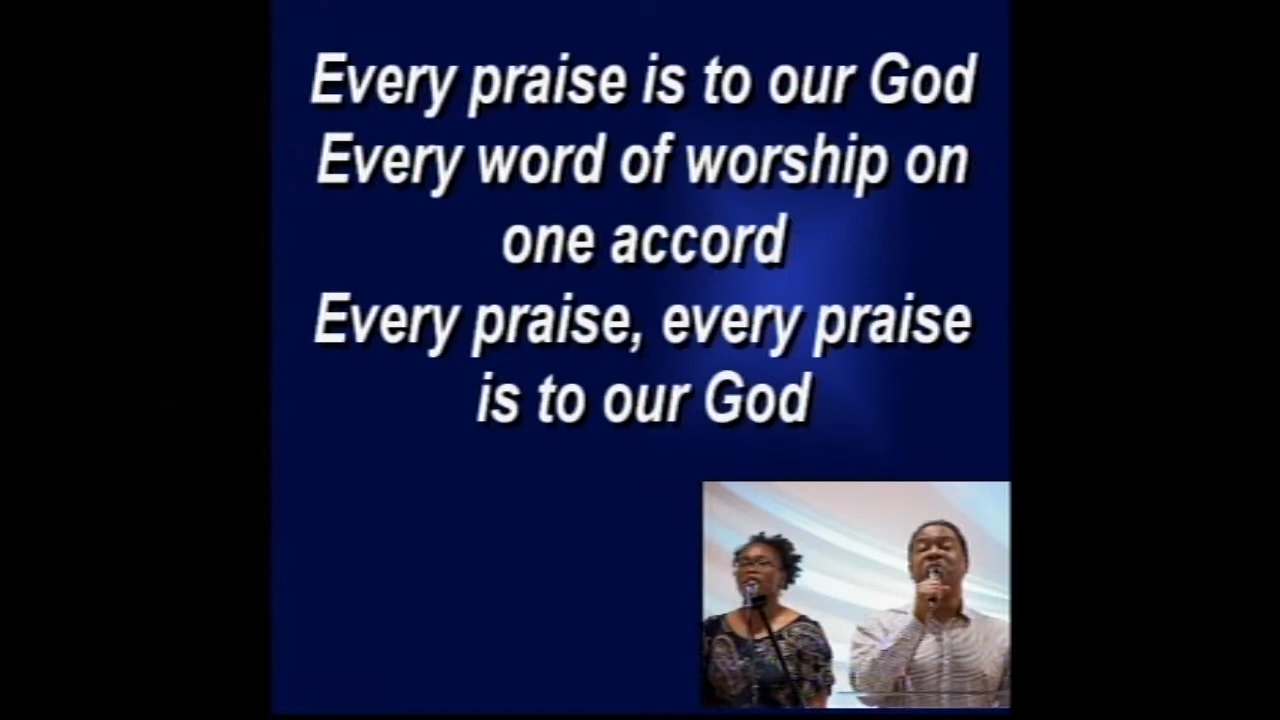 Every praise is to our God
Every word of worship on
one accord
Every praise, every praise
is to our God